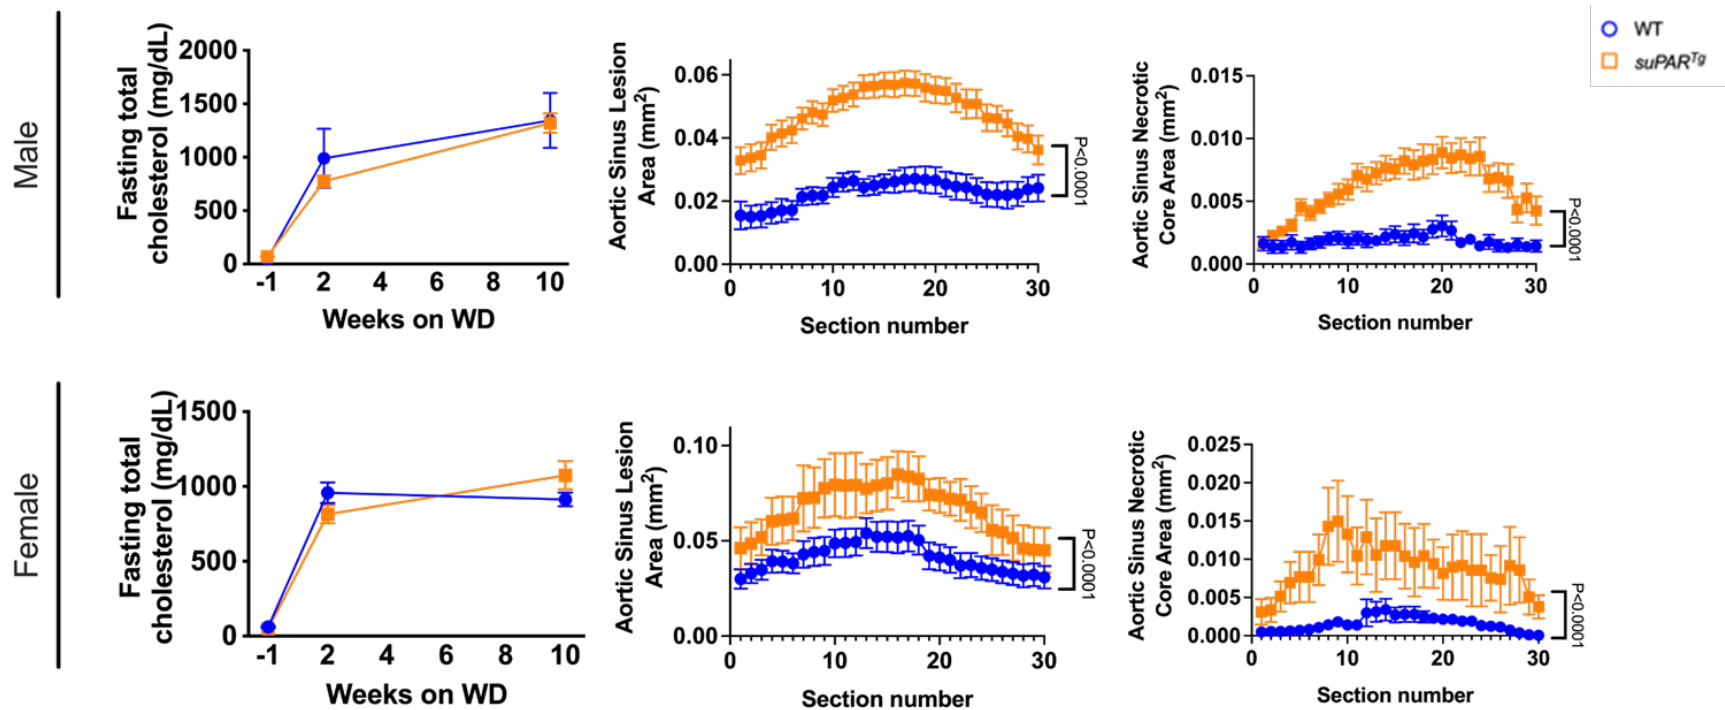 WT
suPARTg
Male
Fasting total
cholesterol (mg/dL)
2000
1500
1000
500
0
-1 2 4 6 8 10
Weeks on WD
Aortic Sinus Lesion
Area (mm2)
0.06
0.04
0.02
0.00
0 10 20 30
Section number
P<0.0001
Aortic Sinus Necrotic
Core Area (mm2)
0.015
0.010
0.005
0.000
0 10 20 30
Section number
P<0.0001
Female
Fasting total
cholesterol (mg/dL)
1500
1000
500
0
-1 2 4 6 8 10
Weeks on WD
Aortic Sinus Lesion
Area (mm2)
0.10
0.05
0.00
0 10 20 30
Section number
P<0.0001
Aortic Sinus Necrotic
Core Area (mm2)
0.025
0.020
0.015
0.010
0.005
0.000
0 10 20 30
Section number
P<0.0001